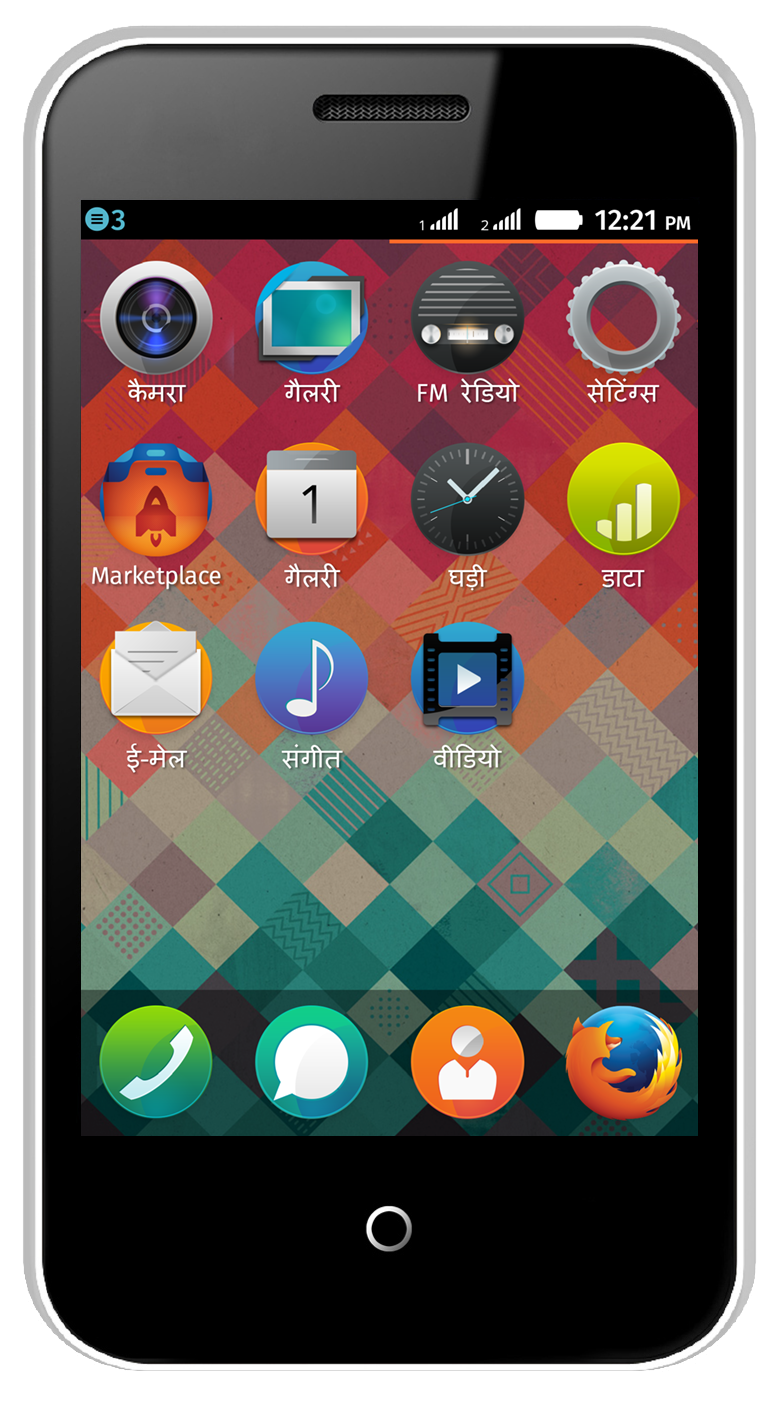 3 1 2 12:21 PM
कैमरा गैलरी FM रेडियो सेटिंग्स
1
Marketplace गैलरी घड़ी डाटा
ई-मेल संगीत वीडियो